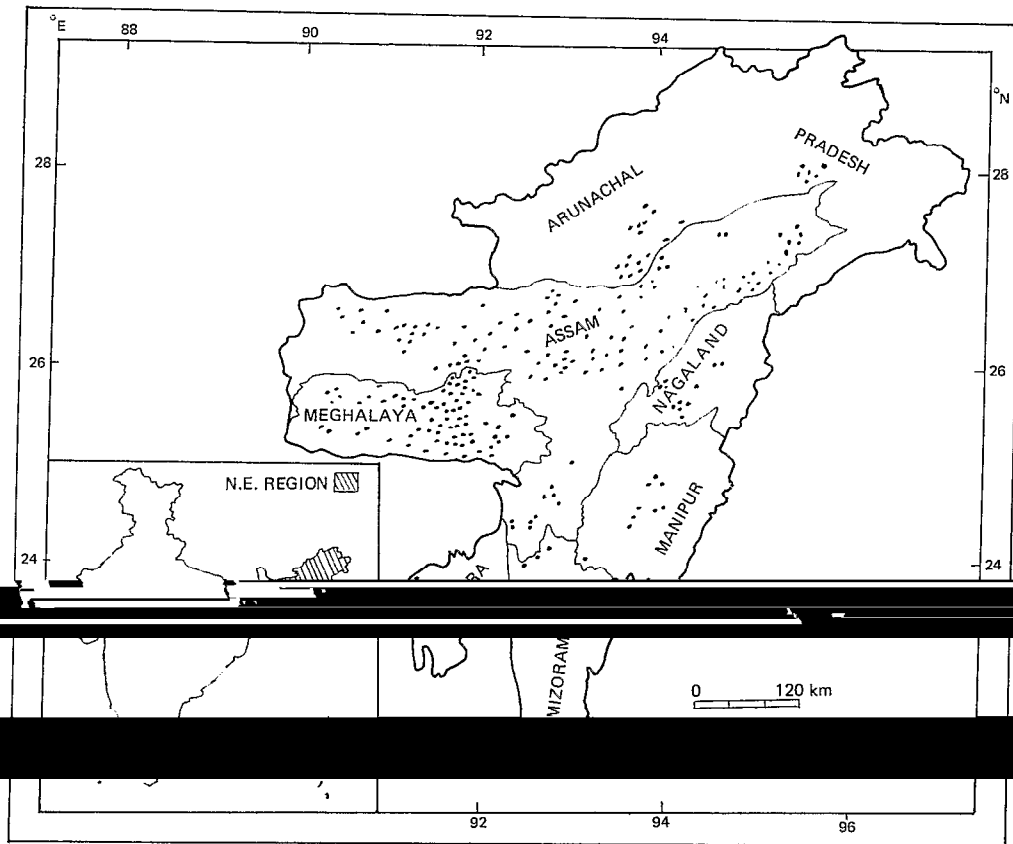 °E
88
90
92
94
°N
28
28
PRADESH
ARUNACHAL
ASSAM
NAGALAND
26
26
MEGHALAYA
N.E. REGION
MANIPUR
24
24
RA
MIZORAM
0 120 km
92
94
96